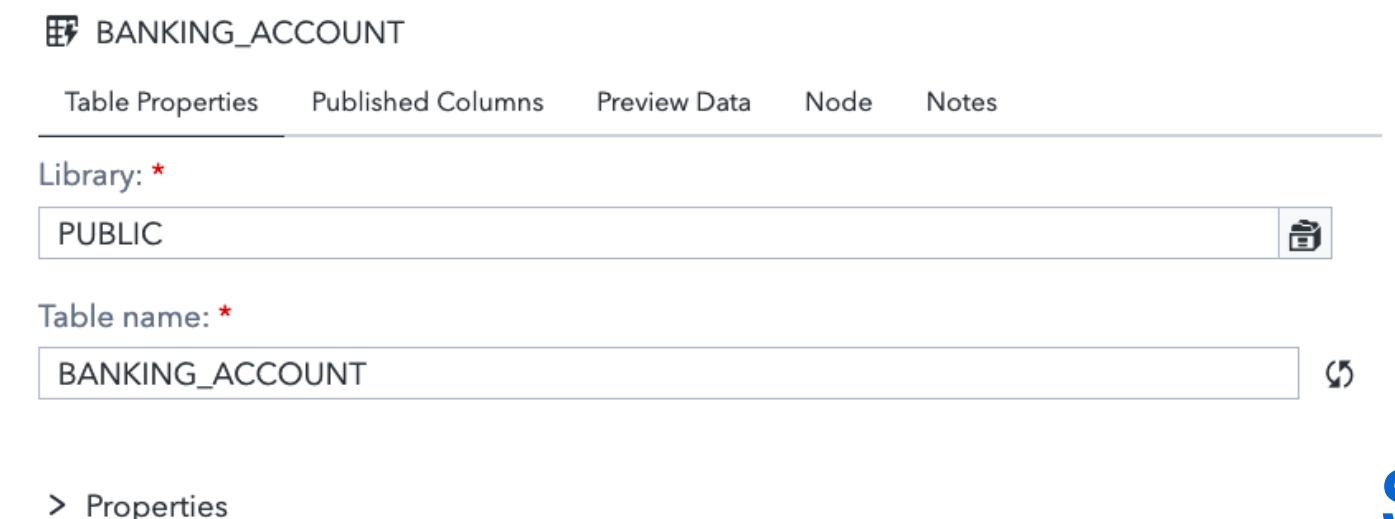 BANKING_ACCOUNT
Table Properties Published Columns Preview Data Node Notes
Library: *
PUBLIC
Table name: *
BANKING_ACCOUNT
> Properties